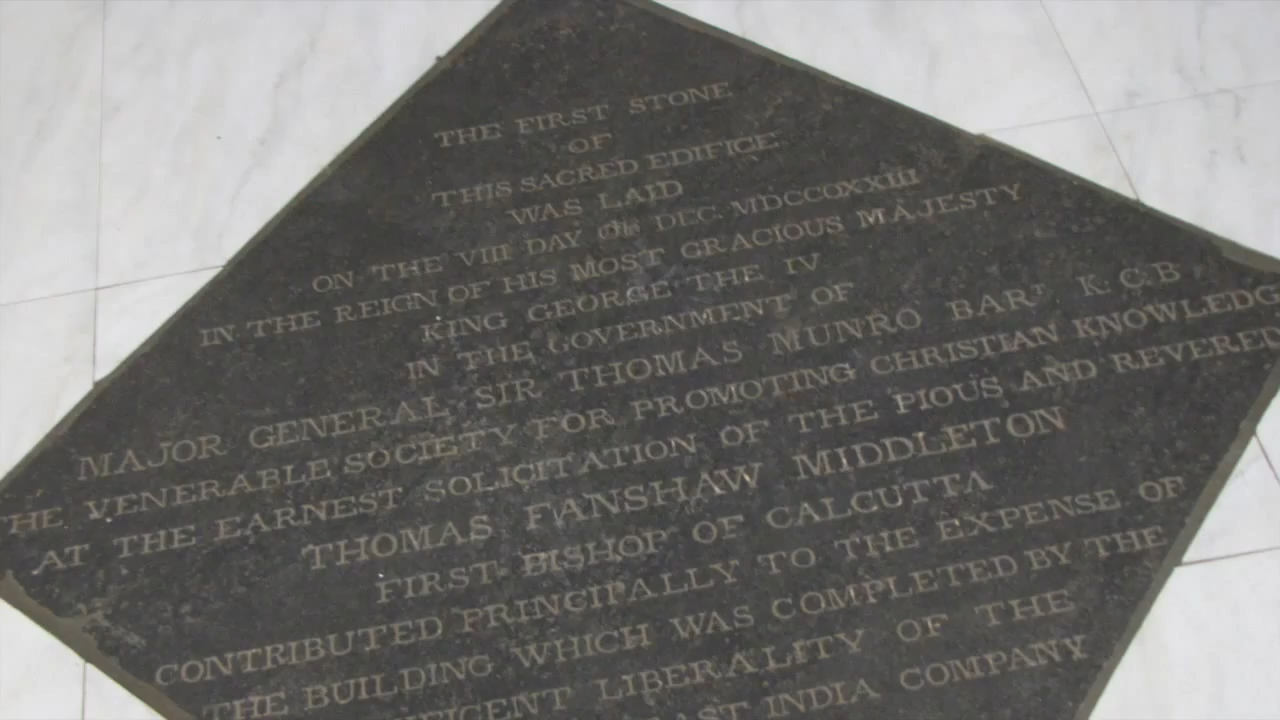 THE FIRST STONE
OF
THIS SACRED EDIFICE
WAS LAID
ON THE VIII DAY OF DEC. MDCCCXXIII
IN THE REIGN OF HIS MOST GRACIOUS MAJESTY
KING GEORGE THE IV
IN THE GOVERNMENT OF
MAJOR GENERAL SIR THOMAS MUNRO BART K.C.B
THE VENERABLE SOCIETY FOR PROMOTING CHRISTIAN KNOWLEDG
AT THE EARNEST SOLICITATION OF THE PIOUS AND REVERED
THOMAS FANSHAW MIDDLETON
FIRST BISHOP OF CALCUTTA
CONTRIBUTED PRINCIPALLY TO THE EXPENSE OF
THE BUILDING WHICH WAS COMPLETED BY THE
LIBERALITY OF THE
EAST INDIA COMPANY